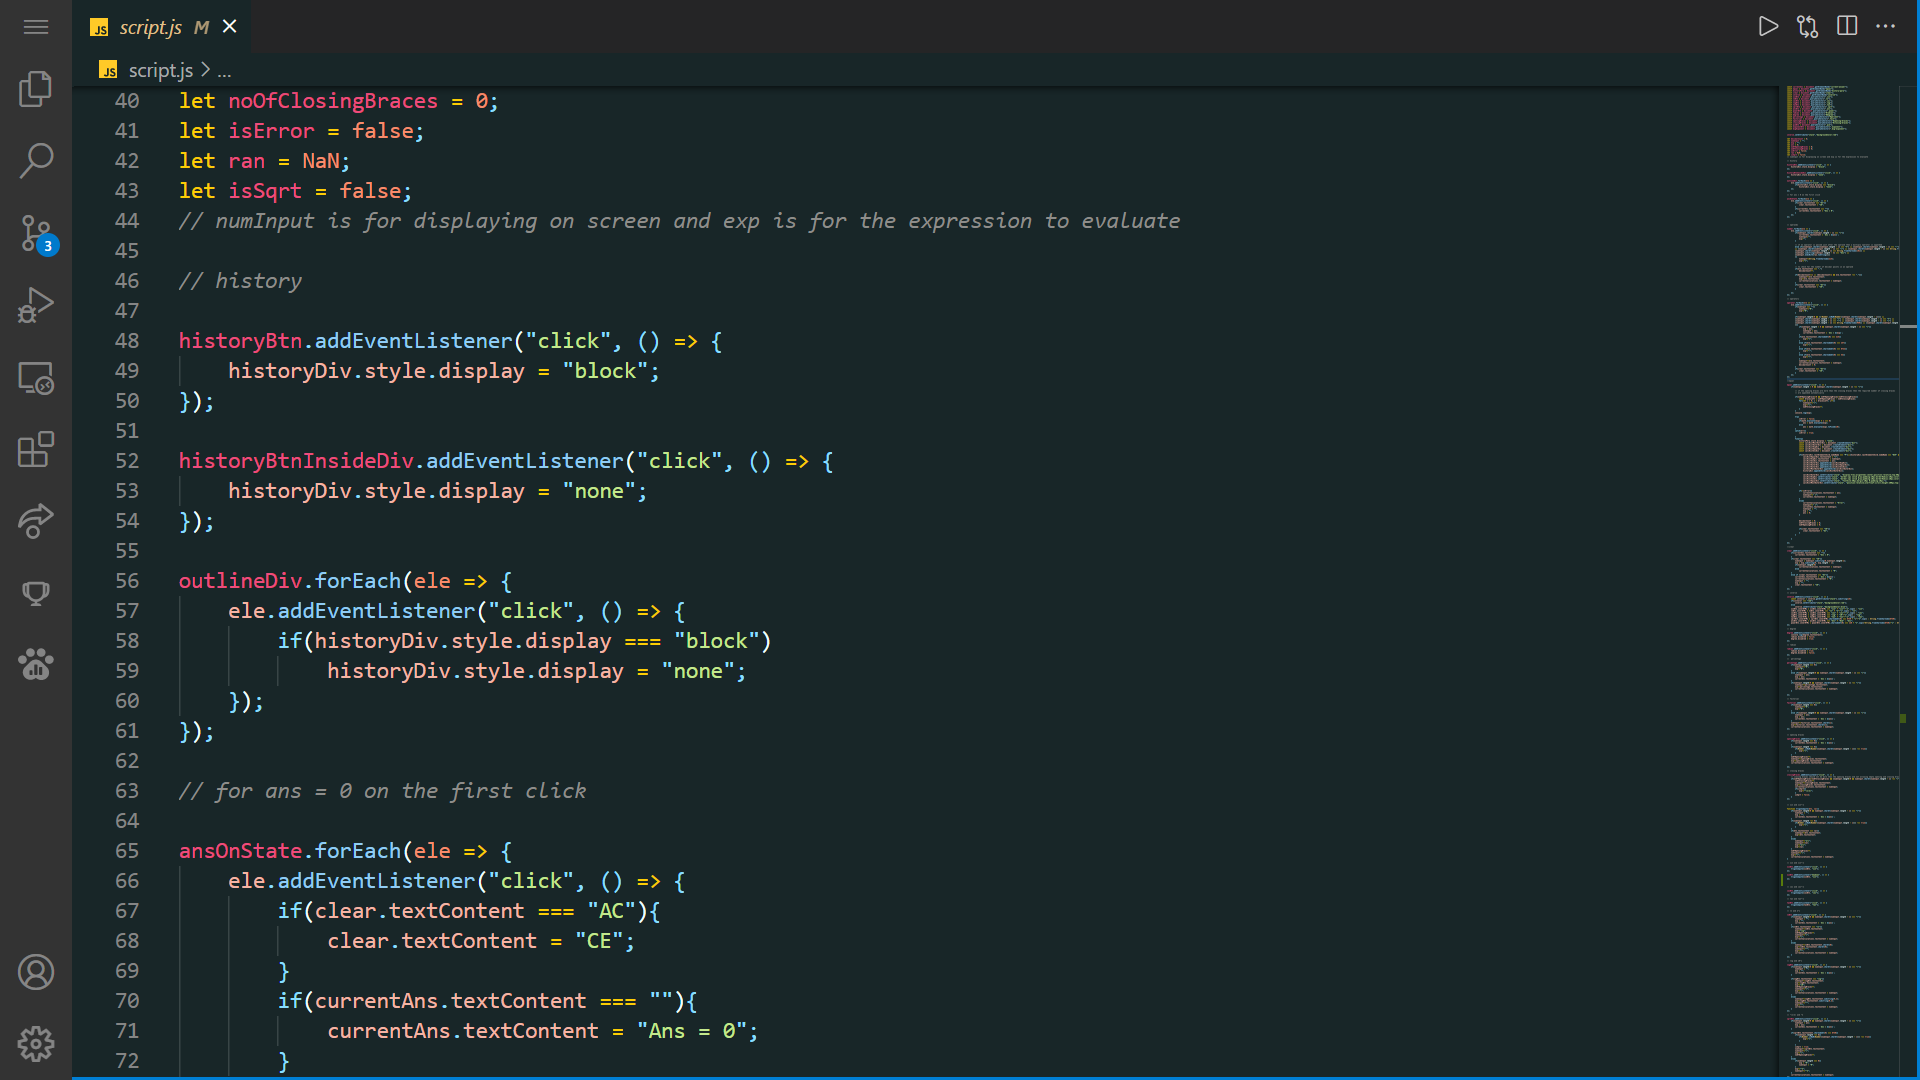 JS script.js M
JS script.js > ...
40 let noOfClosingBraces = 0;
41 let isError = false;
42 let ran = NaN;
43 let isSqrt = false;
44 // numInput is for displaying on screen and exp is for the expression to evaluate
45
46 // history
47
48 historyBtn.addEventListener("click", () => {
49     historyDiv.style.display = "block";
50 });
51
52 historyBtnInsideDiv.addEventListener("click", () => {
53     historyDiv.style.display = "none";
54 });
55
56 outlineDiv.forEach(ele => {
57     ele.addEventListener("click", () => {
58         if(historyDiv.style.display === "block")
59             historyDiv.style.display = "none";
60     });
61 });
62
63 // for ans = 0 on the first click
64
65 ansOnState.forEach(ele => {
66     ele.addEventListener("click", () => {
67         if(clear.textContent === "AC"){
68             clear.textContent = "CE";
69         }
70         if(currentAns.textContent === ""){
71             currentAns.textContent = "Ans = 0";
72         }
3